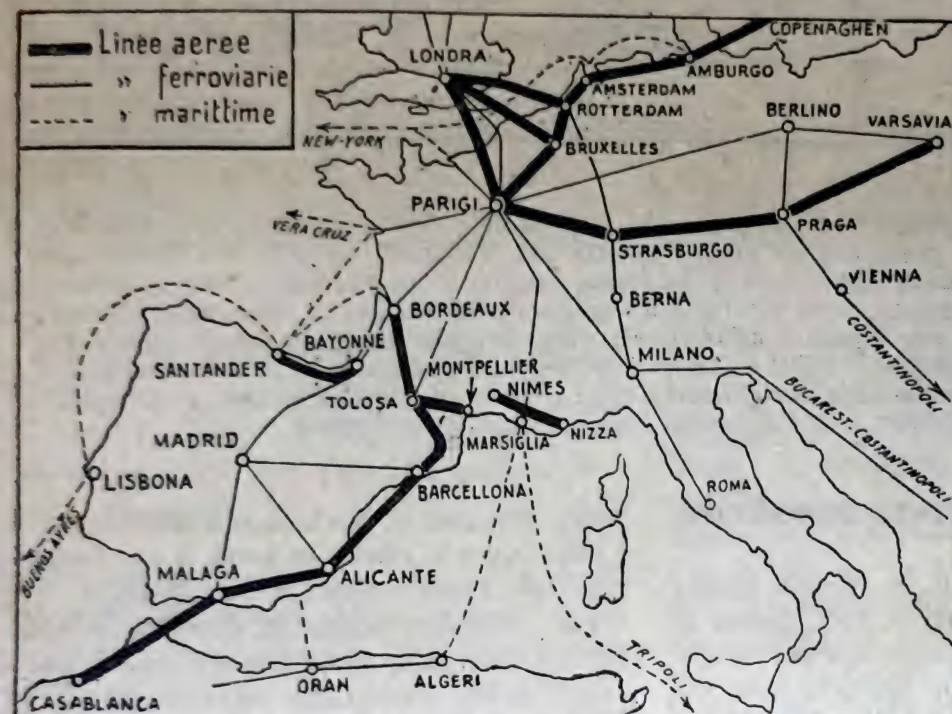 Linee aeree
» ferroviarie
» marittime
COPENAGHEN
LONDRA
AMBURGO
AMSTERDAM
ROTTERDAM
BERLINO
VARSAVIA
NEW-YORK
BRUXELLES
PARIGI
PRAGA
VERA CRUZ
STRASBURGO
VIENNA
BERNA
BORDEAUX
COSTANTINOPOLI
BAYONNE
SANTANDER
MONTPELLIER
MILANO
NIMES
TOLOSA
BUCAREST-COSTANTINOPOLI
MADRID
MARSIGLIA
NIZZA
LISBONA
BARCELLONA
ROMA
BUENOS AYRES
MALAGA
ALICANTE
TRIPOLI
ORAN
ALGERI
CASABLANCA